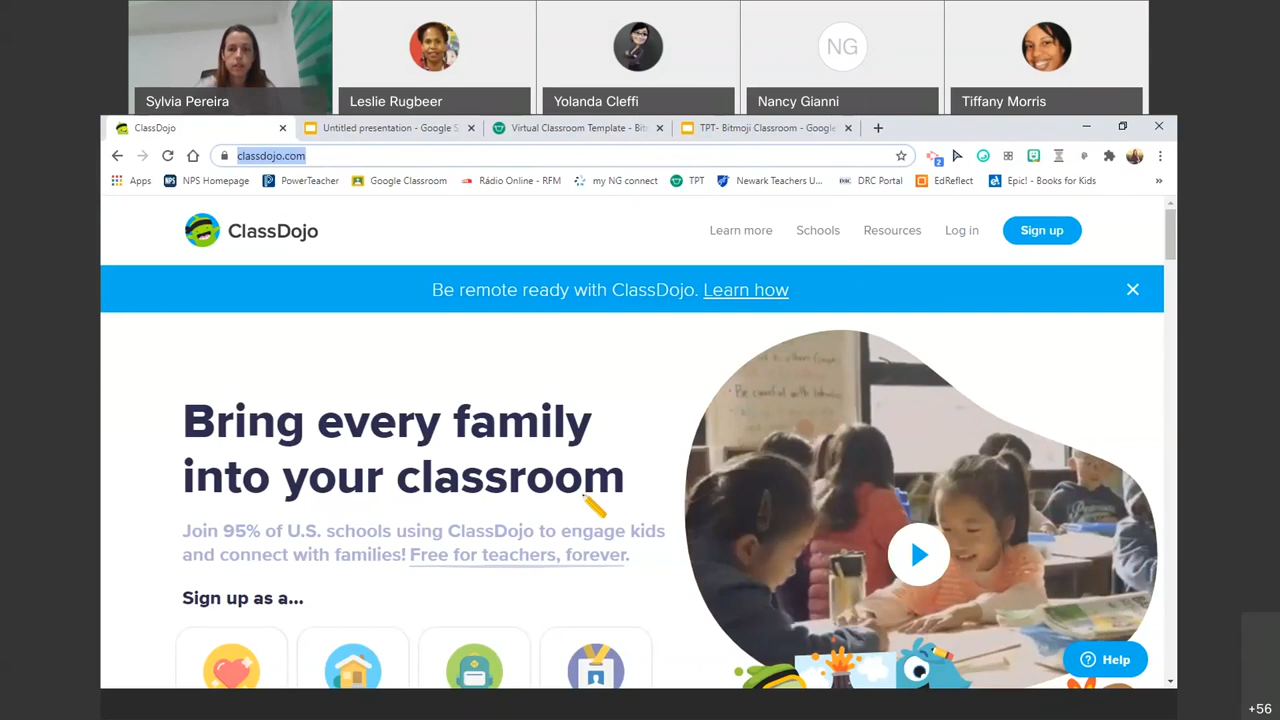 Sylvia Pereira
Leslie Rugbeer
Yolanda Cleffi
NG
Nancy Gianni
Tiffany Morris
ClassDojo
Untitled presentation - Google S
Virtual Classroom Template - Bit
TPT- Bitmoji Classroom - Google
classdojo.com
2
Apps
NPS Homepage
PowerTeacher
Google Classroom
Rádio Online - RFM
my NG connect
TPT
Newark Teachers U...
DRC Portal
EdReflect
Epic! - Books for Kids
»
ClassDojo
Learn more
Schools
Resources
Log in
Sign up
Be remote ready with ClassDojo. Learn how
Bring every family
into your classroom
Join 95% of U.S. schools using ClassDojo to engage kids
and connect with families! Free for teachers, forever.
Sign up as a...
Help
+56